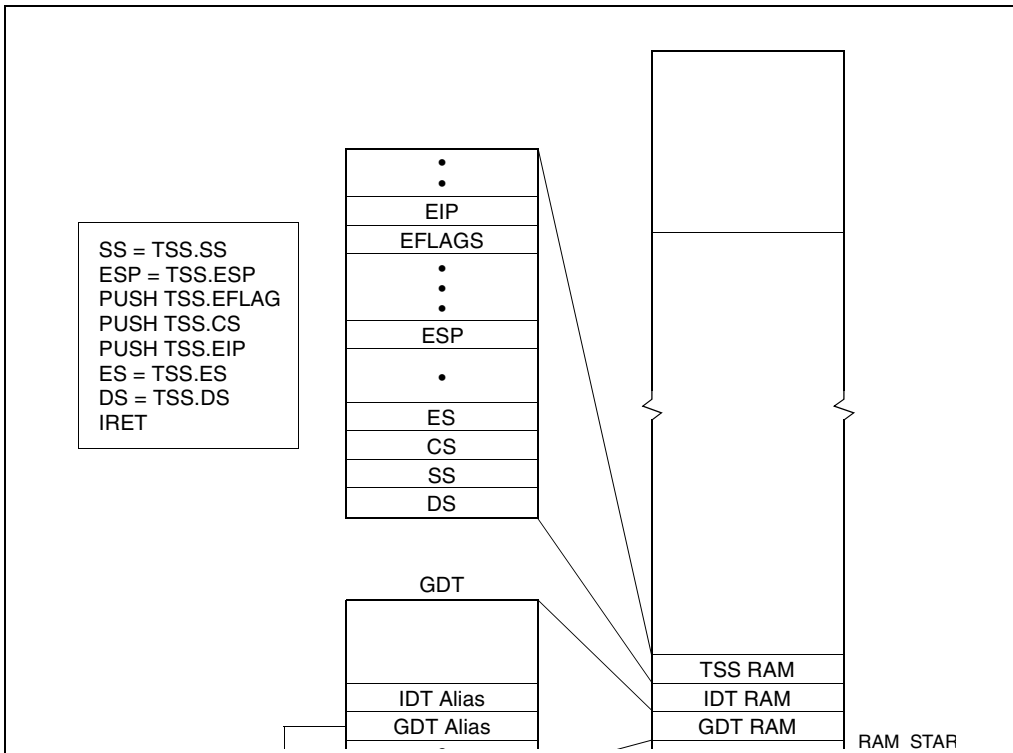 SS = TSS.SS
ESP = TSS.ESP
PUSH TSS.EFLAG
PUSH TSS.CS
PUSH TSS.EIP
ES = TSS.ES
DS = TSS.DS
IRET
•
•
EIP
EFLAGS
•
•
•
ESP
•
ES
CS
SS
DS
GDT
IDT Alias
GDT Alias
TSS RAM
IDT RAM
GDT RAM